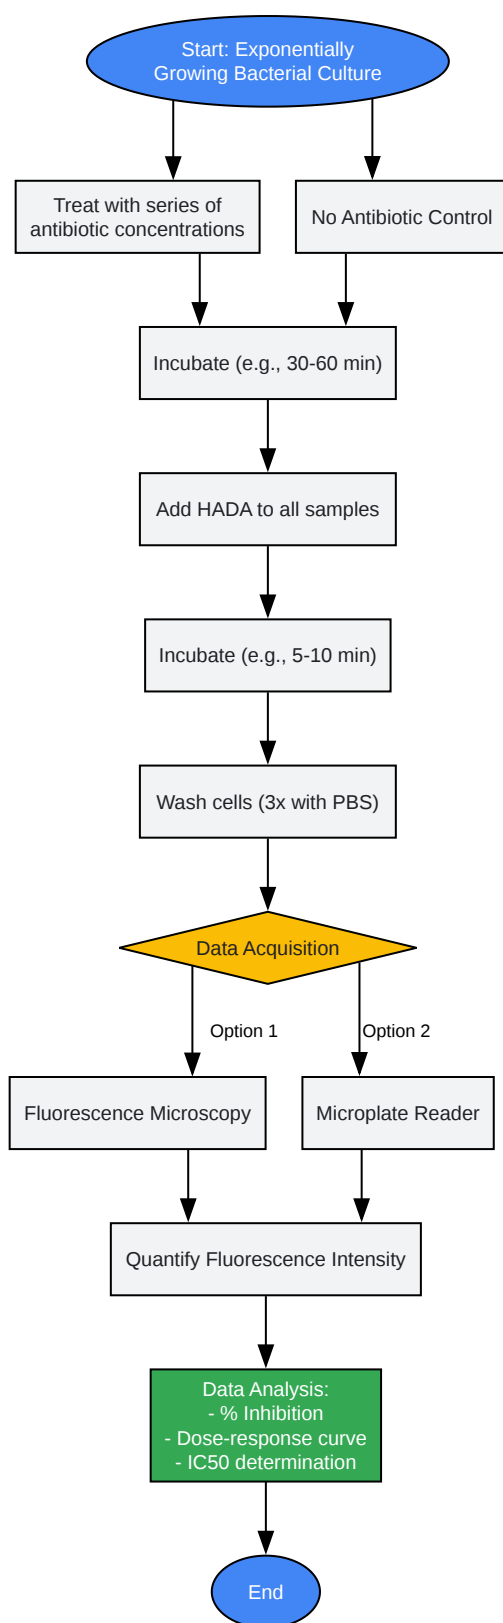 Start: Exponentially
Growing Bacterial Culture
Treat with series of
antibiotic concentrations
No Antibiotic Control
Incubate (e.g., 30-60 min)
Add HADA to all samples
Incubate (e.g., 5-10 min)
Wash cells (3x with PBS)
Data Acquisition
Option 1
Option 2
Fluorescence Microscopy
Microplate Reader
Quantify Fluorescence Intensity
Data Analysis:
- % Inhibition
- Dose-response curve
- IC50 determination
End